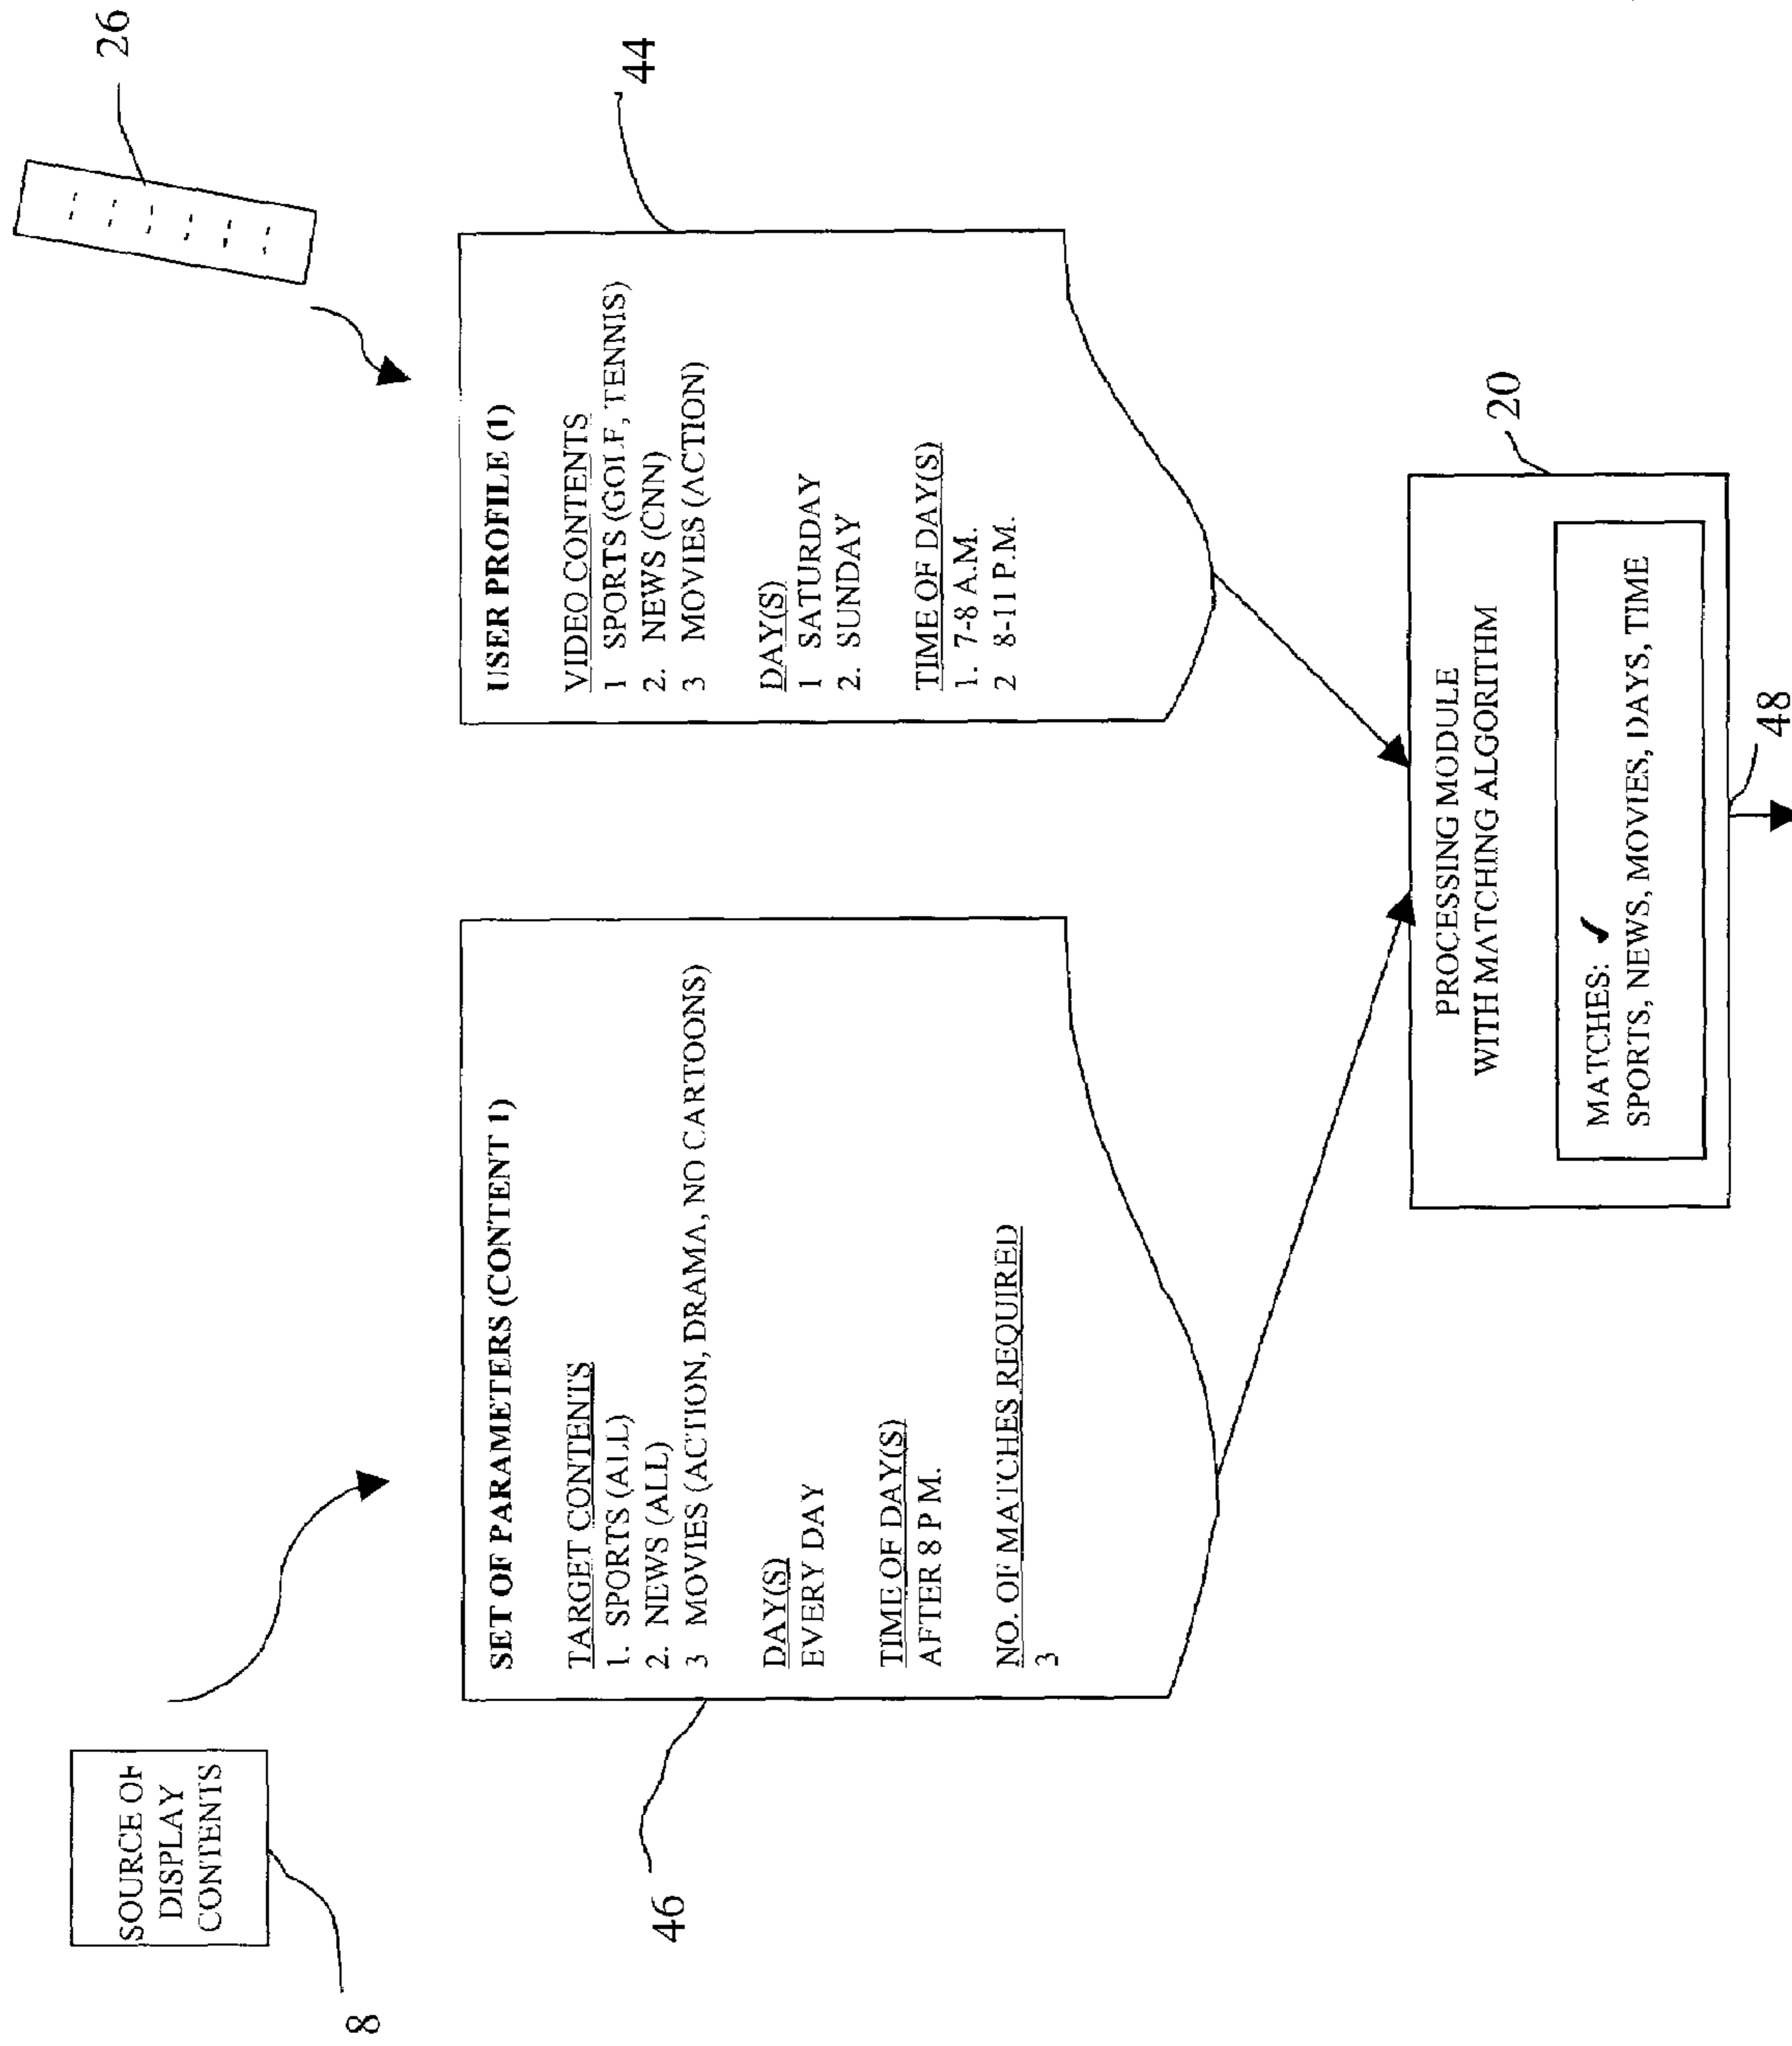 8
SOURCE OF
DISPLAY
CONTENTS
26
46
SET OF PARAMETERS (CONTENT 1)
TARGET CONTENTS
1. SPORTS (ALL)
2. NEWS (ALL)
3 MOVIES (ACTION, DRAMA, NO CARTOONS)
DAY(S)
EVERY DAY
TIME OF DAY(S)
AFTER 8 P M.
NO. OF MATCHES REQUIRED
3
44
USER PROFILE (1)
VIDEO CONTENTS
1 SPORTS (GOLF, TENNIS)
2. NEWS (CNN)
3 MOVIES (ACTION)
DAY(S)
1 SATURDAY
2. SUNDAY
TIME OF DAY(S)
1. 7-8 A.M.
2 8-11 P.M.
20
PROCESSING MODULE
WITH MATCHING ALGORITHM
MATCHES: ✓
SPORTS, NEWS, MOVIES, DAYS, TIME
48